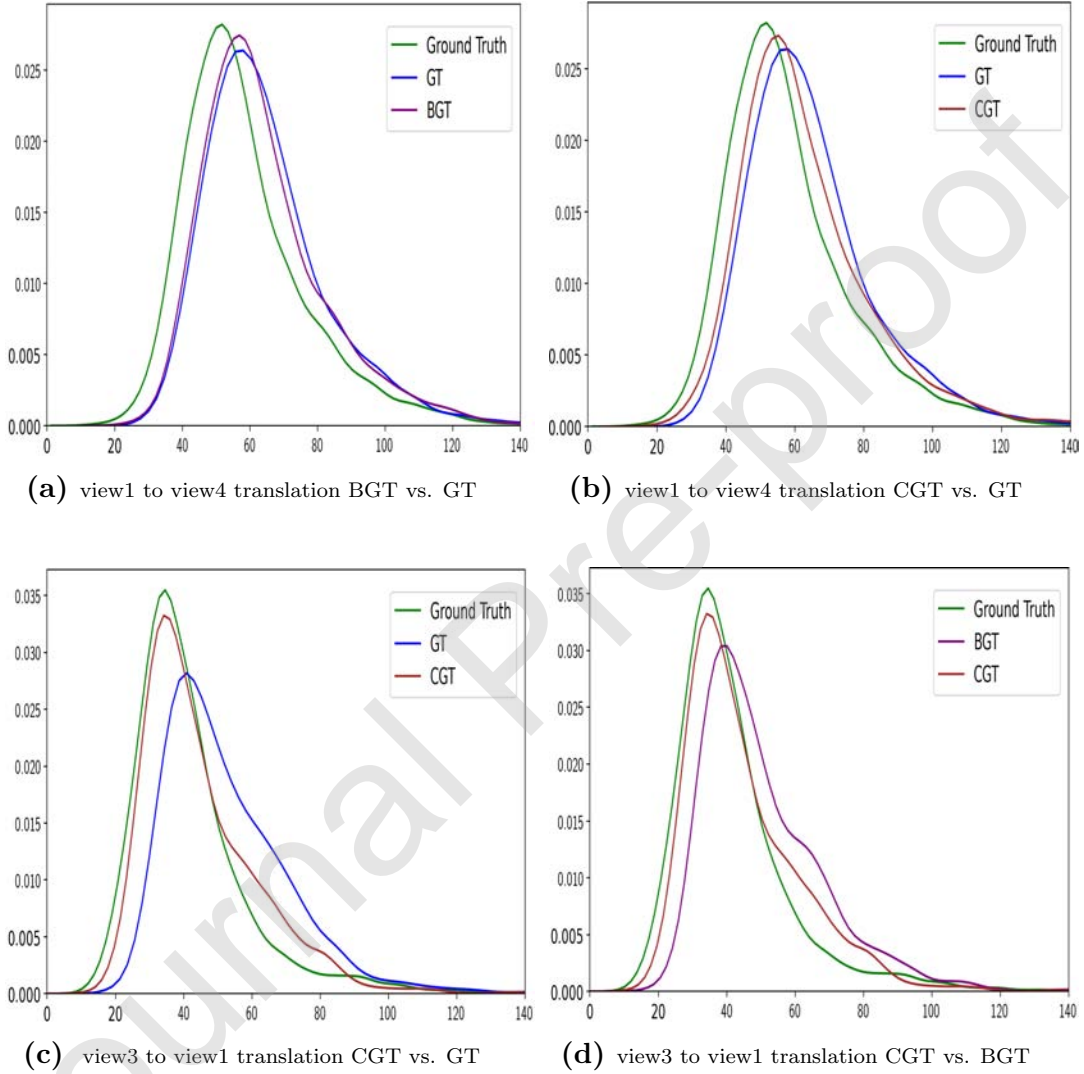 0.025
0.020
0.015
0.010
0.005
0.000
0 20 40 60 80 100 120 140
Ground Truth
GT
BGT
(a) view1 to view4 translation BGT vs. GT
0.025
0.020
0.015
0.010
0.005
0.000
0 20 40 60 80 100 120 140
Ground Truth
GT
CGT
(b) view1 to view4 translation CGT vs. GT
0.035
0.030
0.025
0.020
0.015
0.010
0.005
0.000
0 20 40 60 80 100 120 140
Ground Truth
GT
CGT
(c) view3 to view1 translation CGT vs. GT
0.035
0.030
0.025
0.020
0.015
0.010
0.005
0.000
0 20 40 60 80 100 120 140
Ground Truth
BGT
CGT
(d) view3 to view1 translation CGT vs. BGT
ournal Pre-proof